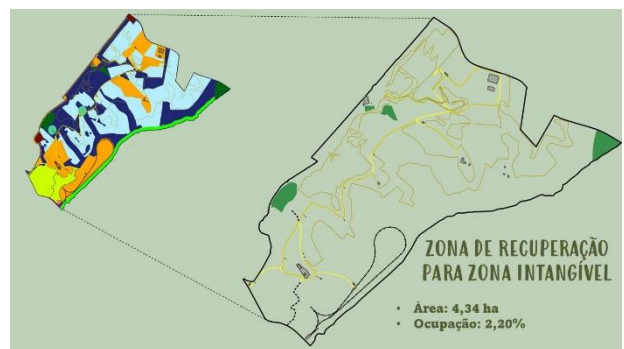 ZONA DE RECUPERAÇÃO
PARA ZONA INTANGÍVEL
• Área: 4,34 ha
• Ocupação: 2,20%